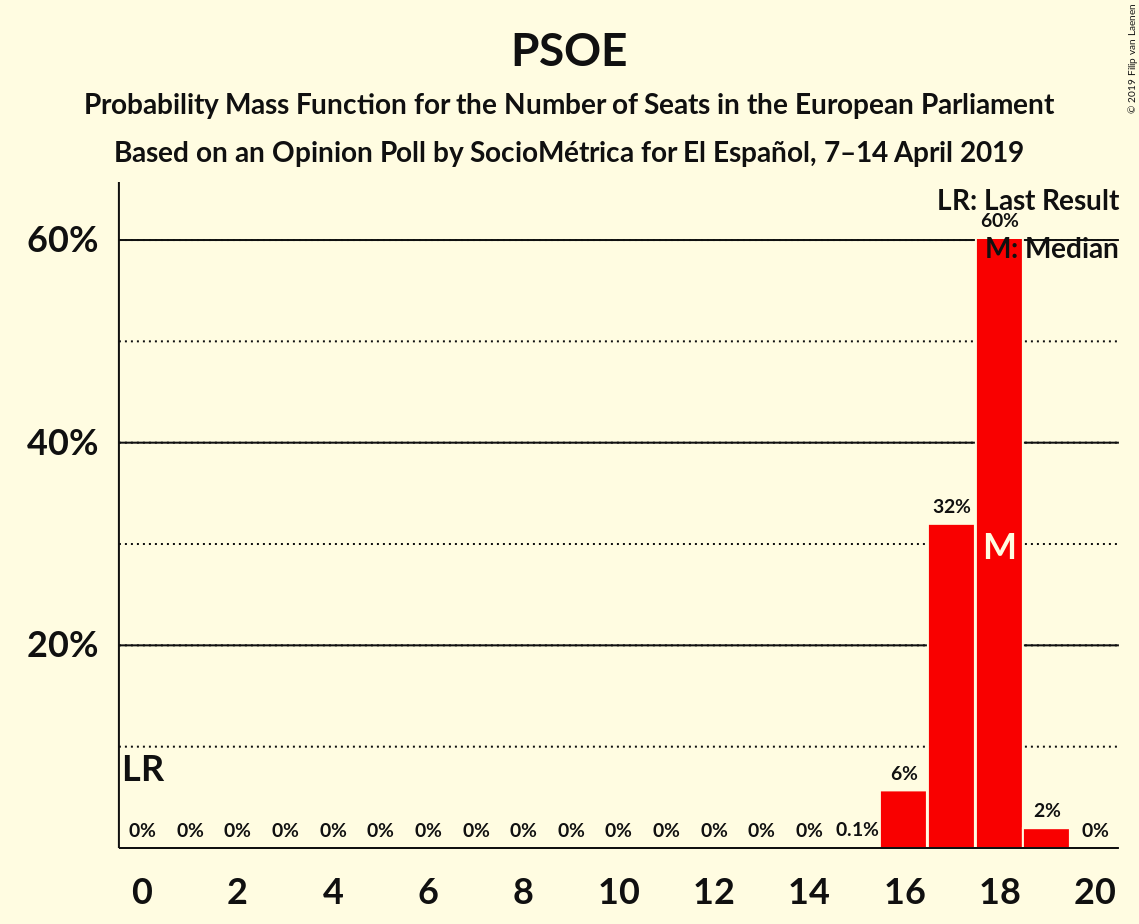 PSOE
Probability Mass Function for the Number of Seats in the European Parliament
Based on an Opinion Poll by SocioMétrica for El Español, 7–14 April 2019
© 2019 Filip van Laenen
LR: Last Result
M: Median
60%
40%
20%
LR
M
0% 0% 0% 0% 0% 0% 0% 0% 0% 0% 0% 0% 0% 0% 0% 0.1% 6% 32% 60% 2% 0%
0 2 4 6 8 10 12 14 16 18 20